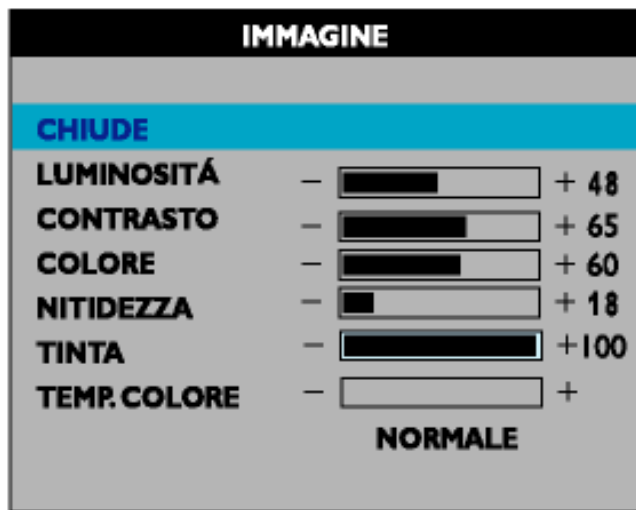 IMMAGINE
CHIUDE
LUMINOSITÁ - + 48
CONTRASTO - + 65
COLORE - + 60
NITIDEZZA - + 18
TINTA - +100
TEMP. COLORE - +
NORMALE